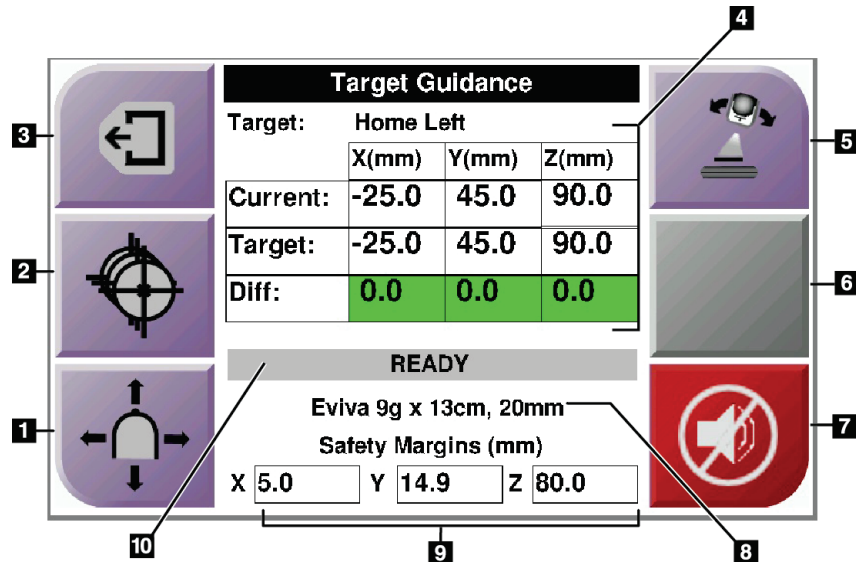 4
Target Guidance
3
Target: Home Left
5
X(mm) Y(mm) Z(mm)
Current: -25.0 45.0 90.0
2
Target: -25.0 45.0 90.0
6
Diff: 0.0 0.0 0.0
READY
1
Eviva 9g x 13cm, 20mm
7
Safety Margins (mm)
X 5.0 Y 14.9 Z 80.0
10
9
8